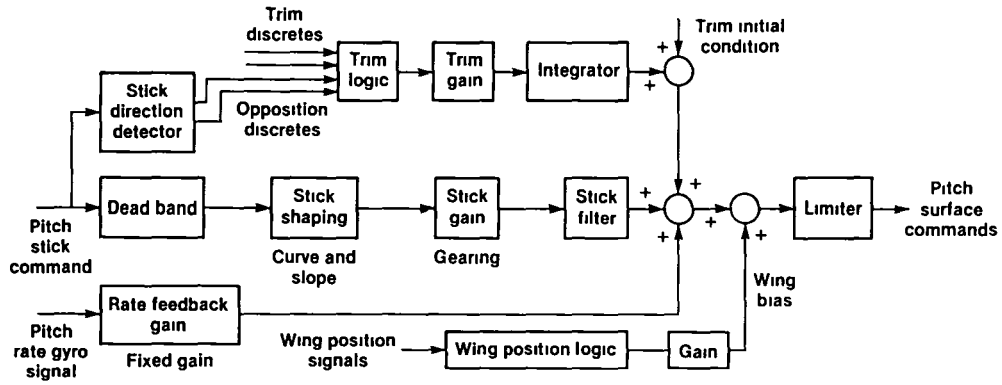 Trim
discretes
Trim initial
condition
+
+
Trim
logic
Trim
gain
Integrator
Stick
direction
detector
Opposition
discretes
Dead band
Stick
shaping
Stick
gain
Stick
filter
+
+
+
+
+
Limiter
Pitch
surface
commands
Pitch
stick
command
Curve and
slope
Gearing
Wing
bias
Rate feedback
gain
Pitch
rate gyro
signal
Fixed gain
Wing position
signals
Wing position logic
Gain